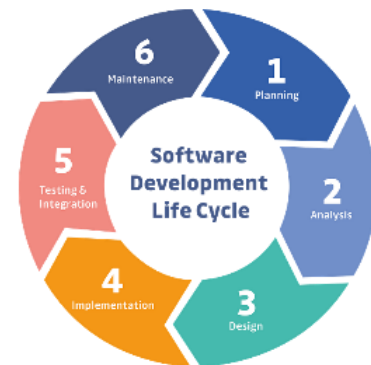 Software
Development
Life Cycle
1
Planning
2
Analysis
3
Design
4
Implementation
5
Testing &
Integration
6
Maintenance